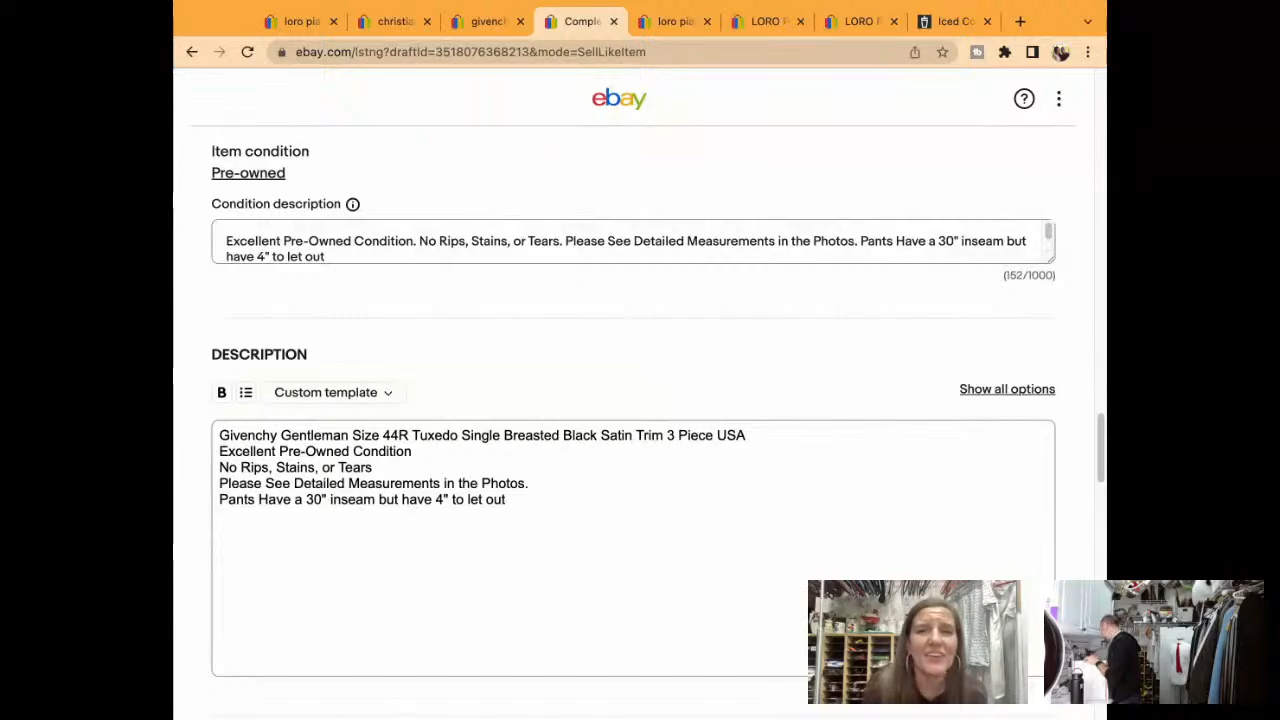 loro pia
christia
givench
Comple
loro pia
LORO P
LORO P
Iced Co
ebay.com/lstng?draftId=3518076368213&mode=SellLikeItem
ebay
Item condition
Pre-owned
Condition description
Excellent Pre-Owned Condition. No Rips, Stains, or Tears. Please See Detailed Measurements in the Photos. Pants Have a 30" inseam but
have 4" to let out
(152/1000)
DESCRIPTION
B
Custom template
Show all options
Givenchy Gentleman Size 44R Tuxedo Single Breasted Black Satin Trim 3 Piece USA
Excellent Pre-Owned Condition
No Rips, Stains, or Tears
Please See Detailed Measurements in the Photos.
Pants Have a 30" inseam but have 4" to let out